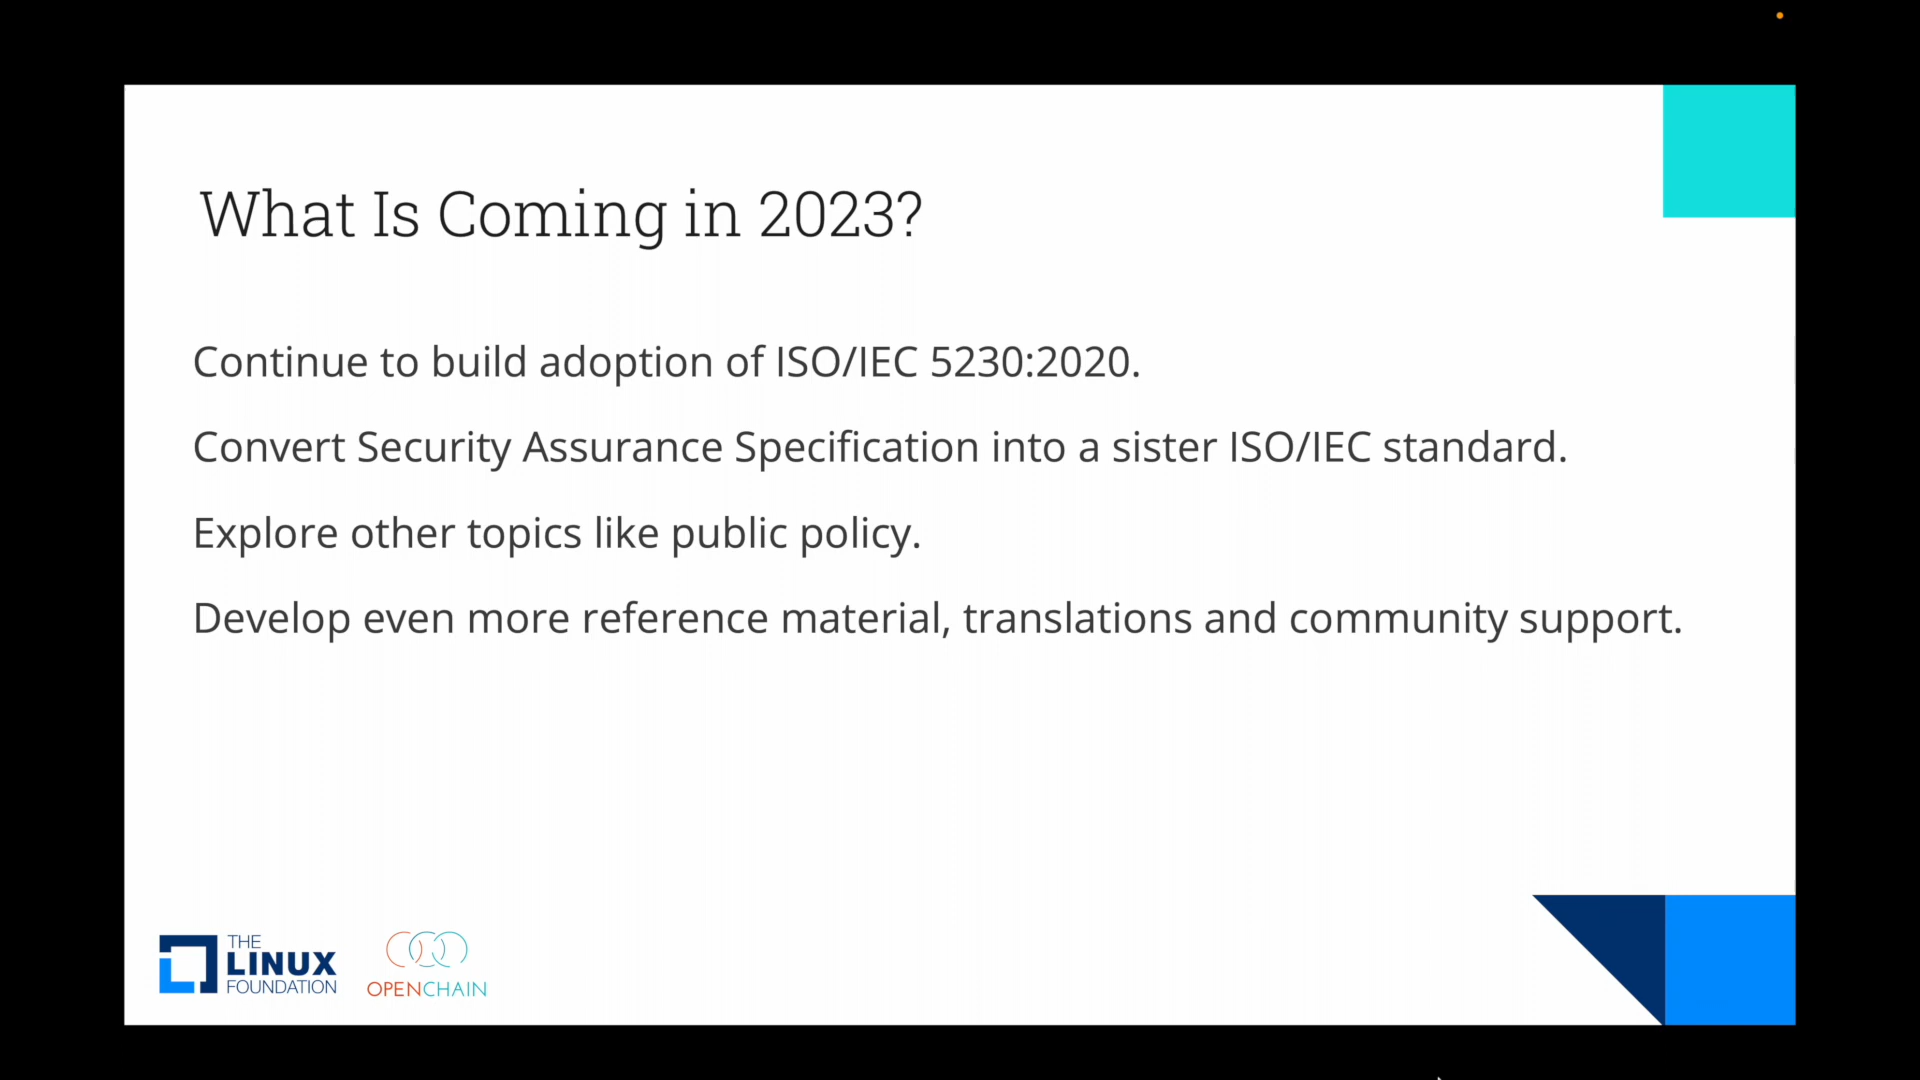 What Is Coming in 2023?
Continue to build adoption of ISO/IEC 5230:2020.
Convert Security Assurance Specification into a sister ISO/IEC standard.
Explore other topics like public policy.
Develop even more reference material, translations and community support.
THE
LINUX
FOUNDATION
OPENCHAIN